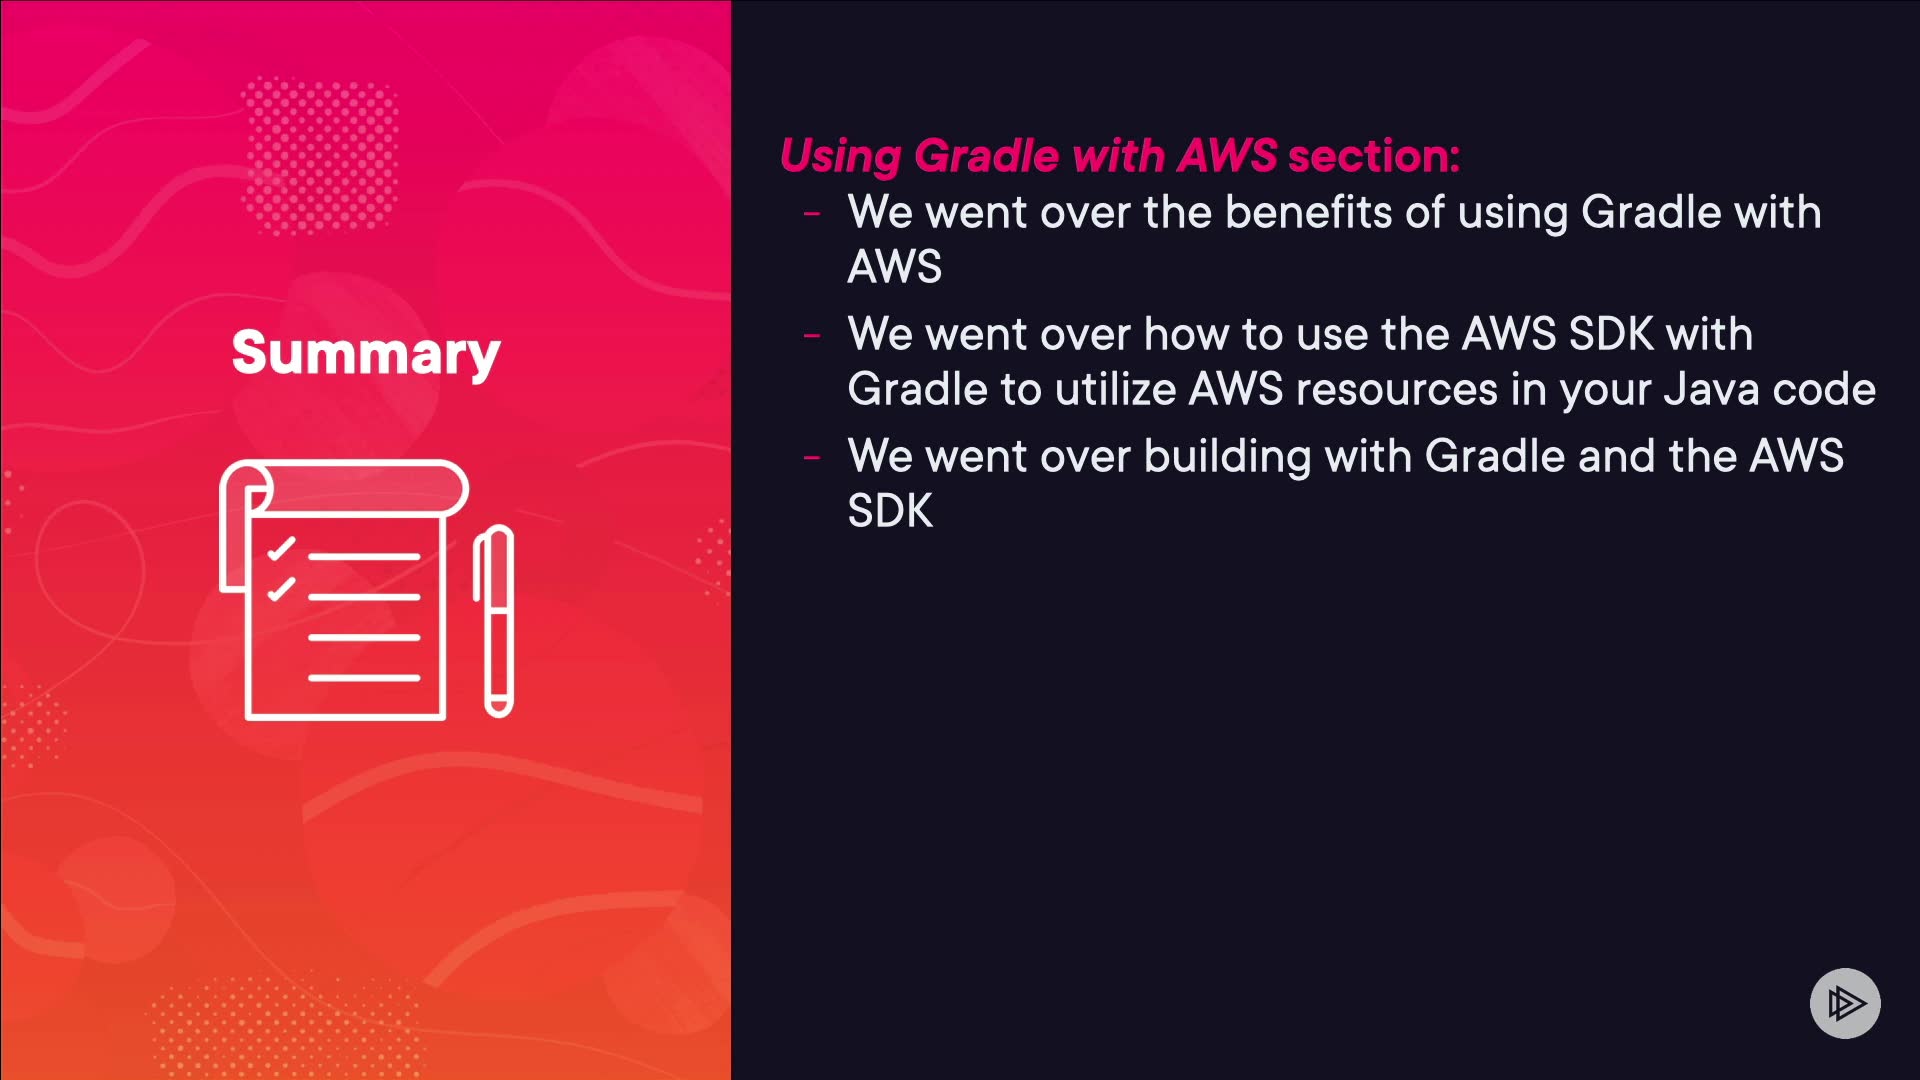 Summary
Using Gradle with AWS section:
- We went over the benefits of using Gradle with
AWS
- We went over how to use the AWS SDK with
Gradle to utilize AWS resources in your Java code
- We went over building with Gradle and the AWS
SDK